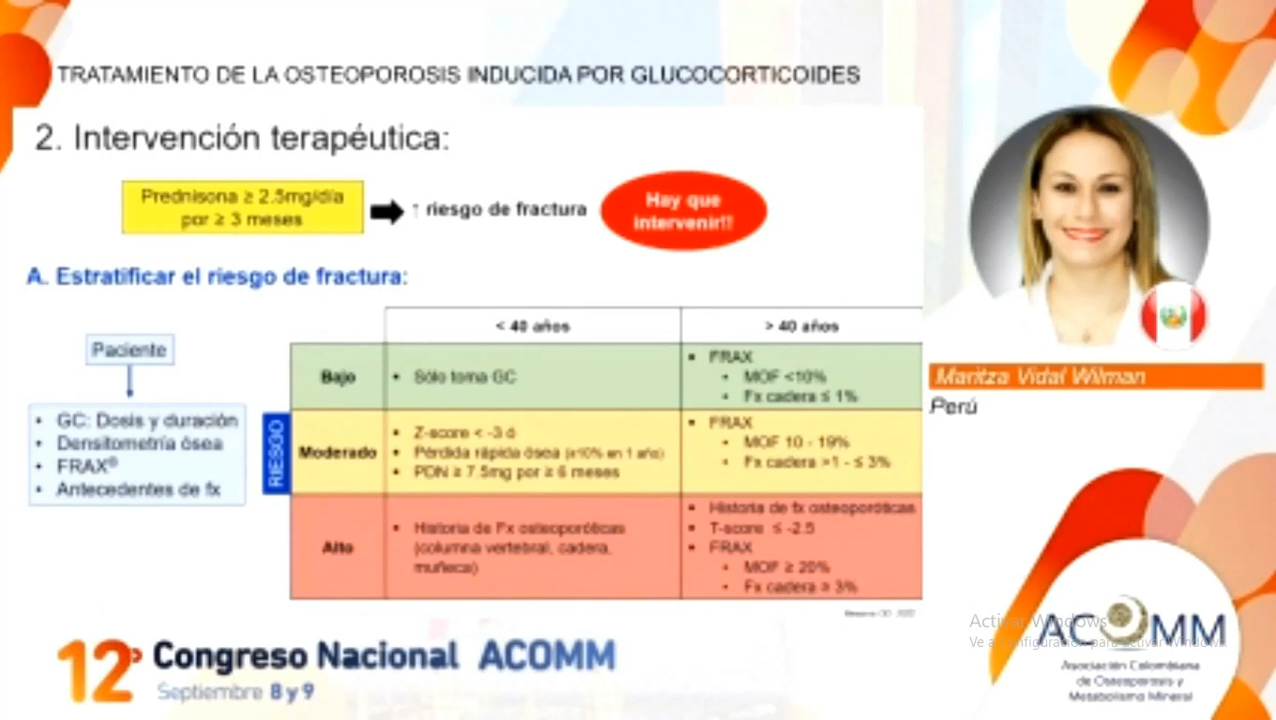 TRATAMIENTO DE LA OSTEOPOROSIS INDUCIDA POR GLUCOCORTICOIDES
2. Intervención terapéutica:
Prednisona ≥ 2.5mg/día
por ≥ 3 meses
↑ riesgo de fractura
Hay que
intervenir!!
A. Estratificar el riesgo de fractura:
Paciente
• GC: Dosis y duración
• Densitometría ósea
• FRAX®
• Antecedentes de fx
RIESGO
< 40 años
> 40 años
Bajo
• Sólo toma GC
• FRAX
• MOF <10%
• Fx cadera ≤ 1%
Moderado
• Z-score < -3 ó
• Pérdida rápida ósea (≥10% en 1 año)
• PDN ≥ 7.5mg por ≥ 6 meses
• FRAX
• MOF 10 - 19%
• Fx cadera >1 - ≤ 3%
Alto
• Historia de Fx osteoporóticas
(columna vertebral, cadera,
muñeca)
• Historia de fx osteoporóticas
• T-score ≤ -2.5
• FRAX
• MOF ≥ 20%
• Fx cadera ≥ 3%
Maritza Vidal Wilman
Perú
12º Congreso Nacional ACOMM
Septiembre 8 y 9
Activar Windows
Ve a Configuración para activar Windows.
ACOMM
Asociación Colombiana
de Osteoporosis y
Metabolismo Mineral